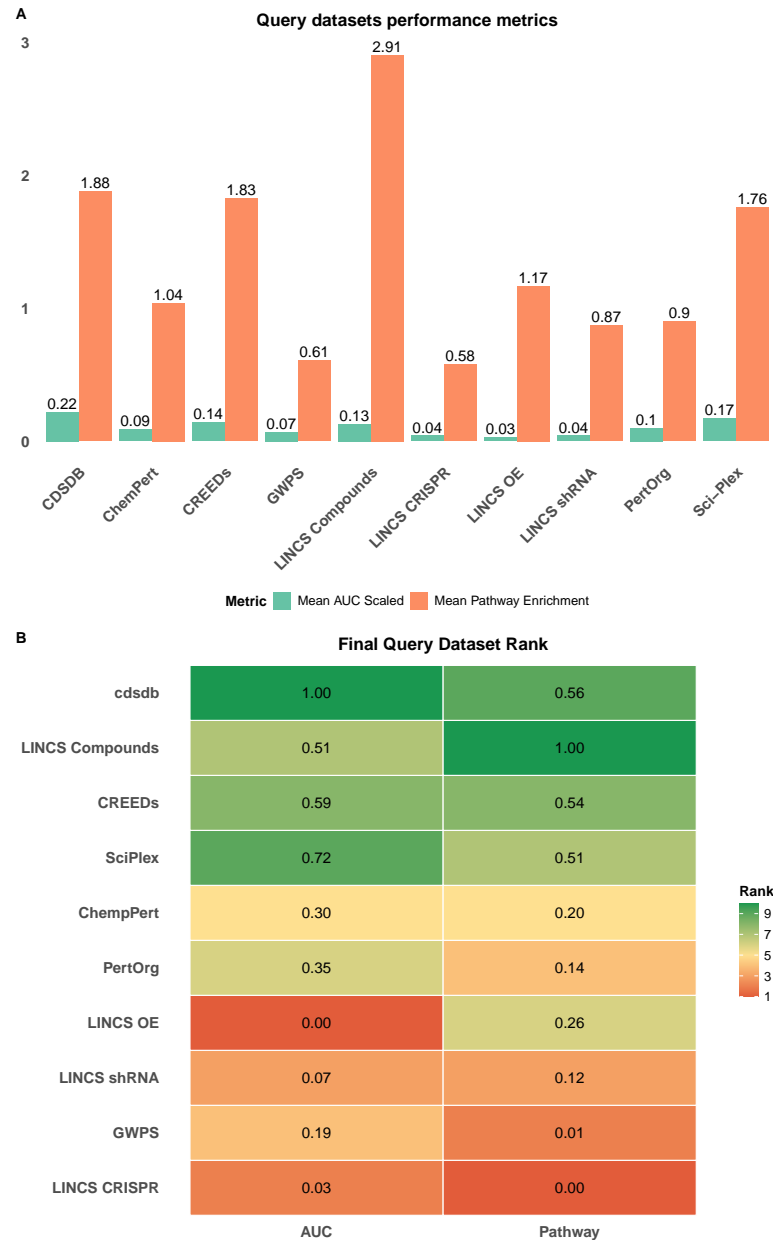 A
Query datasets performance metrics
3
2
1
0
0.22
1.88
0.09
1.04
0.14
1.83
0.07
0.61
0.13
2.91
0.04
0.58
0.03
1.17
0.04
0.87
0.1
0.9
0.17
1.76
CDSDB
ChemPert
CREEDs
GWPS
LINCS Compounds
LINCS CRISPR
LINCS OE
LINCS shRNA
PertOrg
Sci−Plex
Metric Mean AUC Scaled Mean Pathway Enrichment
B
Final Query Dataset Rank
cdsdb 1.00 0.56
LINCS Compounds 0.51 1.00
CREEDs 0.59 0.54
SciPlex 0.72 0.51
ChempPert 0.30 0.20
PertOrg 0.35 0.14
LINCS OE 0.00 0.26
LINCS shRNA 0.07 0.12
GWPS 0.19 0.01
LINCS CRISPR 0.03 0.00
AUC Pathway
Rank
9
7
5
3
1